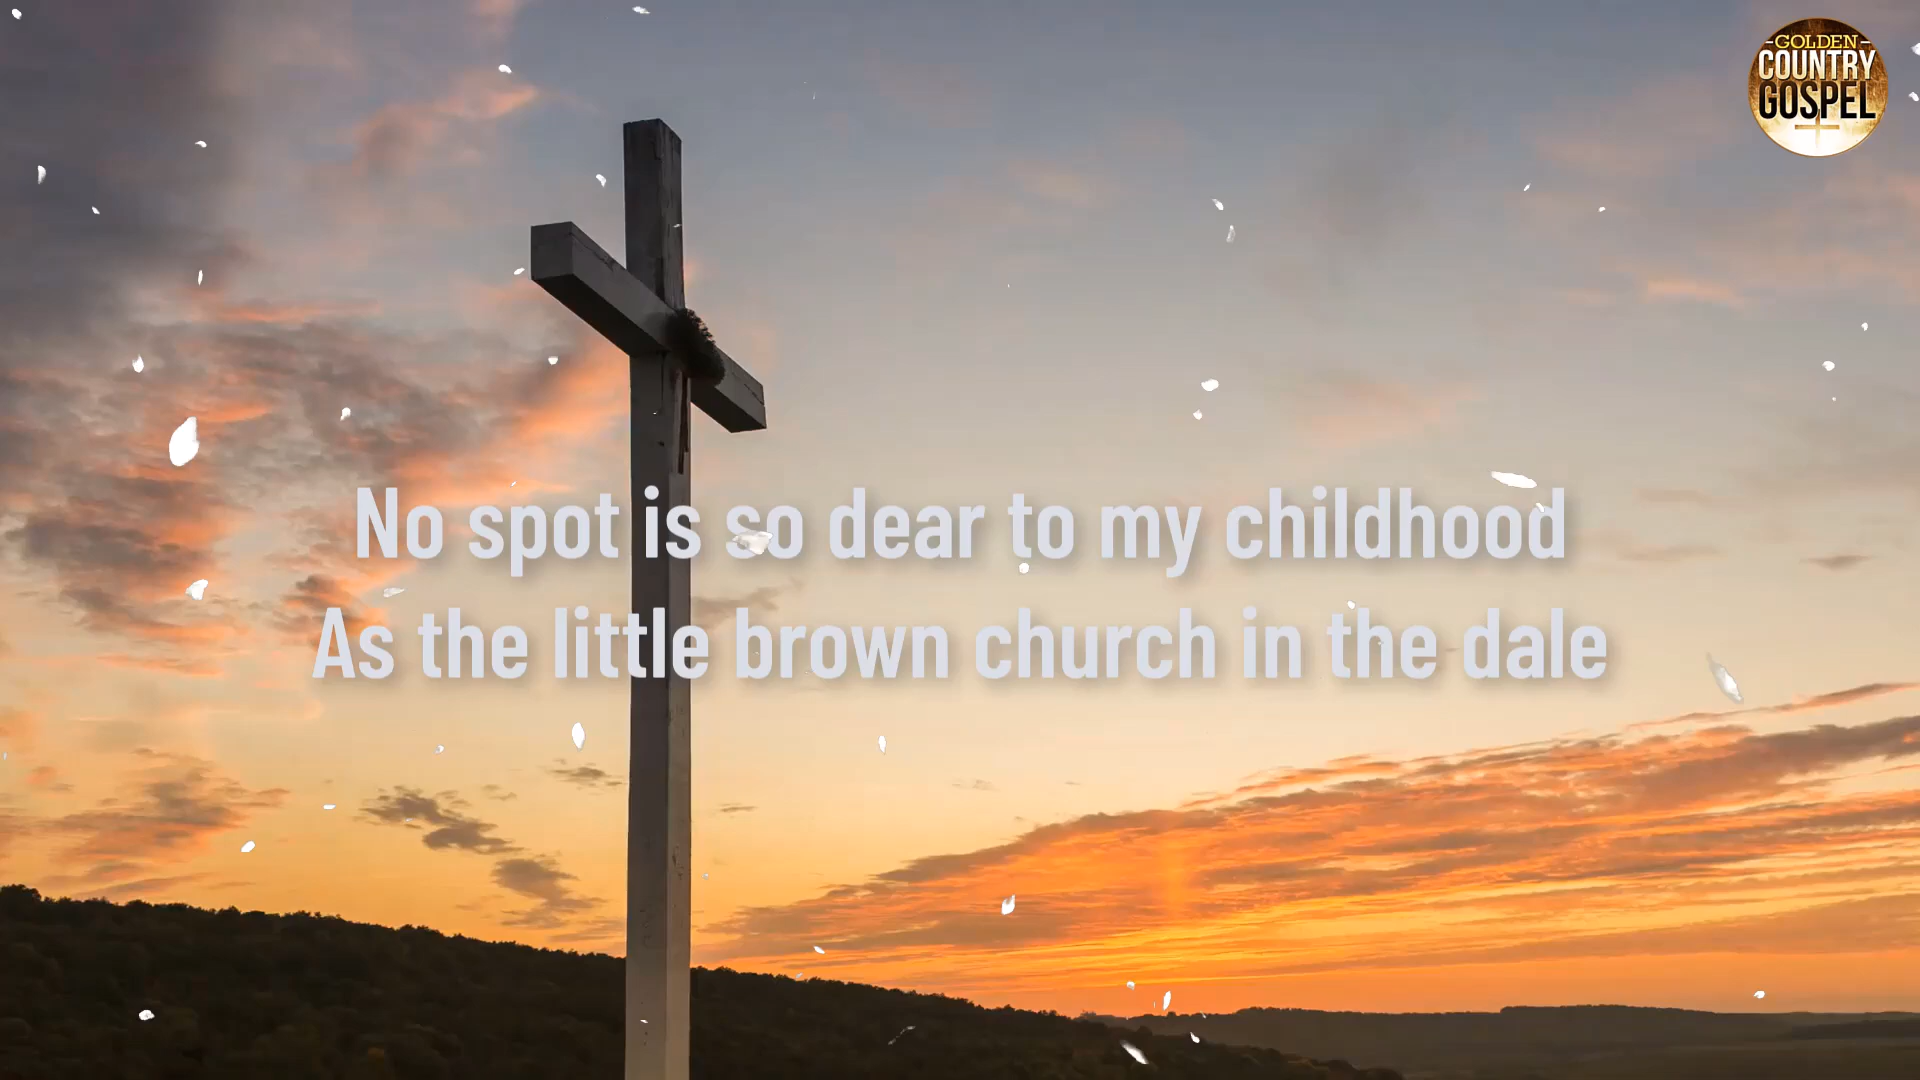 GOLDEN
COUNTRY
GOSPEL
No spot is so dear to my childhood
As the little brown church in the dale